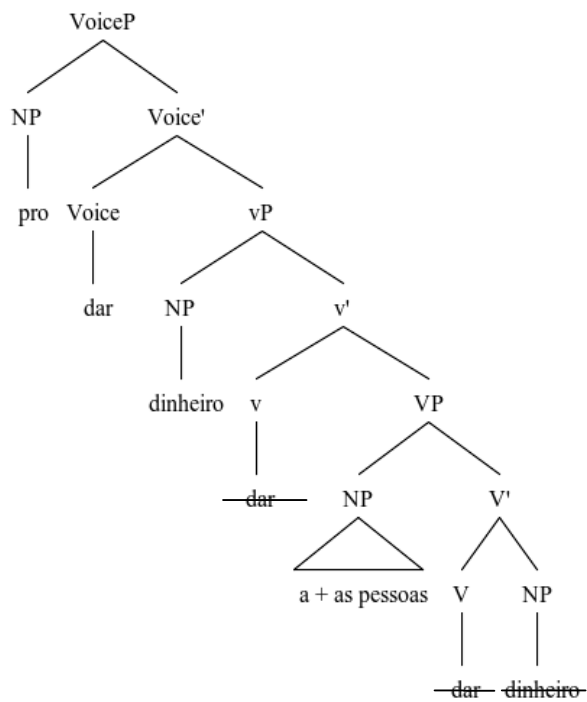 VoiceP
NP Voice'
pro Voice vP
dar NP v'
dinheiro v VP
dar NP V'
a + as pessoas V NP
dar dinheiro